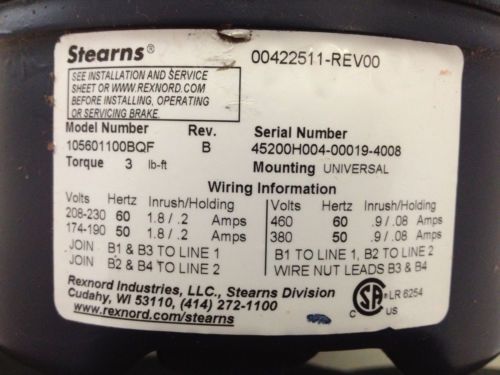 Stearns® 00422511-REV00
SEE INSTALLATION AND SERVICE
SHEET OR WWW.REXNORD.COM
BEFORE INSTALLING, OPERATING
OR SERVICING BRAKE.
Model Number Rev. Serial Number
105601100BQF B 45200H004-00019-4008
Torque 3 lb-ft Mounting UNIVERSAL
Wiring Information
Volts Hertz Inrush/Holding Volts Hertz Inrush/Holding
208-230 60 1.8 / .2 Amps 460 60 .9 / .08 Amps
174-190 50 1.8 / .2 Amps 380 50 .9 / .08 Amps
JOIN B1 & B3 TO LINE 1 B1 TO LINE 1, B2 TO LINE 2
JOIN B2 & B4 TO LINE 2 WIRE NUT LEADS B3 & B4
Rexnord Industries, LLC., Stearns Division
Cudahy, WI 53110, (414) 272-1100
www.rexnord.com/stearns
SA ® LR 6254
C US